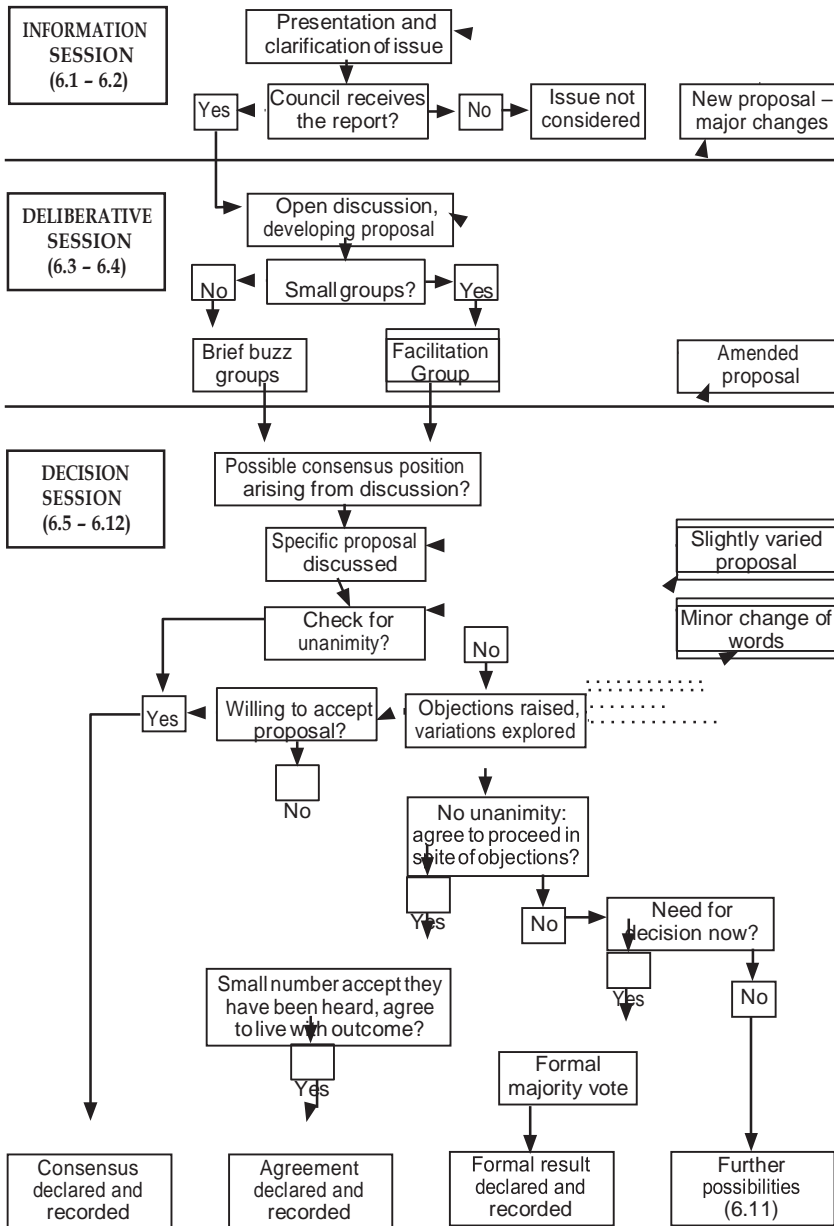 INFORMATION
SESSION
(6.1 – 6.2)
Presentation and
clarification of issue
Yes
Council receives
the report?
No
Issue not
considered
New proposal –
major changes
DELIBERATIVE
SESSION
(6.3 – 6.4)
Open discussion,
developing proposal
No
Small groups?
Yes
Brief buzz
groups
Facilitation
Group
Amended
proposal
DECISION
SESSION
(6.5 – 6.12)
Possible consensus position
arising from discussion?
Specific proposal
discussed
Slightly varied
proposal
Check for
unanimity?
Minor change of
words
No
Yes
Willing to accept
proposal?
Objections raised,
variations explored
No
No unanimity:
agree to proceed in
spite of objections?
Yes
No
Need for
decision now?
Yes
No
Small number accept they
have been heard, agree
to live with outcome?
Yes
Formal
majority vote
Consensus
declared and
recorded
Agreement
declared and
recorded
Formal result
declared and
recorded
Further
possibilities
(6.11)